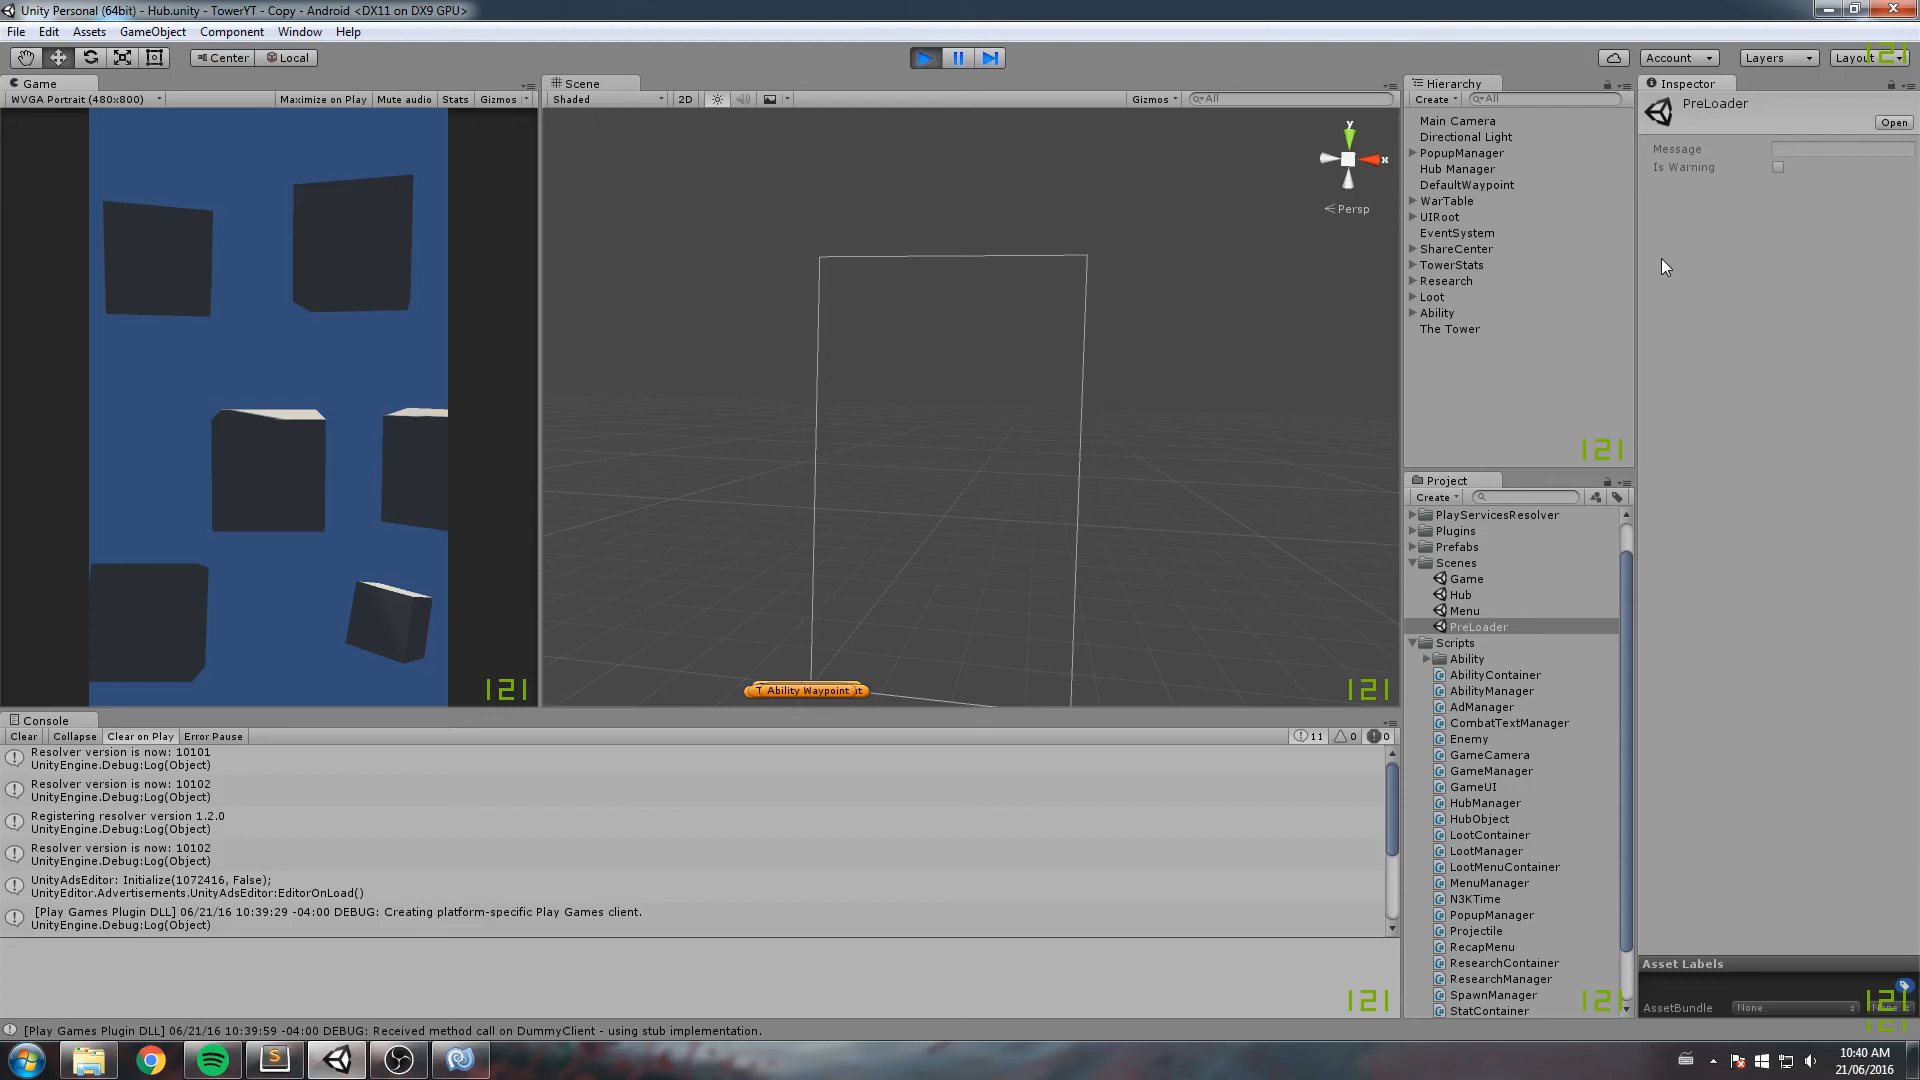 Unity Personal (64bit) - Hub.unity - TowerYT - Copy - Android <DX11 on DX9 GPU>
File Edit Assets GameObject Component Window Help
Center Local Account Layers Layout
121
Game
WVGA Portrait (480x800) Maximize on Play Mute audio Stats Gizmos
Scene
Shaded 2D Gizmos All
y
x
Persp
Ability Waypoint
121
121
Hierarchy
Create All
Main Camera
Directional Light
PopupManager
Hub Manager
DefaultWaypoint
WarTable
UIRoot
EventSystem
ShareCenter
TowerStats
Research
Loot
Ability
The Tower
121
Project
Create
PlayServicesResolver
Plugins
Prefabs
Scenes
Game
Hub
Menu
PreLoader
Scripts
Ability
AbilityContainer
AbilityManager
AdManager
CombatTextManager
Enemy
GameCamera
GameManager
GameUI
HubManager
HubObject
LootContainer
LootManager
LootMenuContainer
MenuManager
N3KTime
PopupManager
Projectile
RecapMenu
ResearchContainer
ResearchManager
SpawnManager
StatContainer
121
Inspector
PreLoader
Open
Message
Is Warning
Asset Labels
AssetBundle None None
121
Console
Clear Collapse Clear on Play Error Pause 11 0 0
Resolver version is now: 10101
UnityEngine.Debug:Log(Object)
Resolver version is now: 10102
UnityEngine.Debug:Log(Object)
Registering resolver version 1.2.0
UnityEngine.Debug:Log(Object)
Resolver version is now: 10102
UnityEngine.Debug:Log(Object)
UnityAdsEditor: Initialize(1072416, False);
UnityEditor.Advertisements.UnityAdsEditor:EditorOnLoad()
[Play Games Plugin DLL] 06/21/16 10:39:29 -04:00 DEBUG: Creating platform-specific Play Games client.
UnityEngine.Debug:Log(Object)
121
[Play Games Plugin DLL] 06/21/16 10:39:59 -04:00 DEBUG: Received method call on DummyClient - using stub implementation.
10:40 AM
21/06/2016